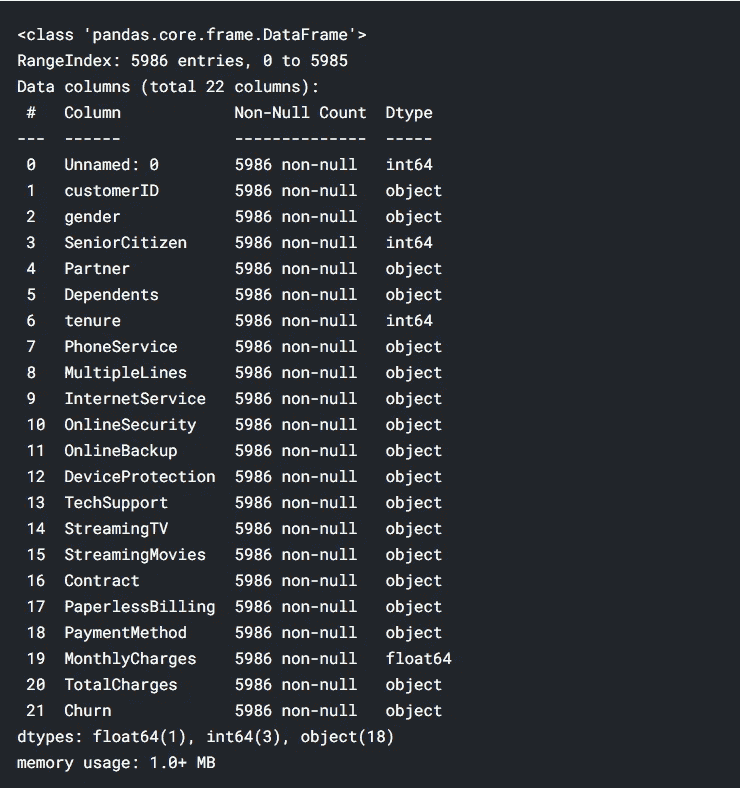 <class 'pandas.core.frame.DataFrame'>
RangeIndex: 5986 entries, 0 to 5985
Data columns (total 22 columns):
 #   Column            Non-Null Count  Dtype
---  ------            --------------  -----
 0   Unnamed: 0        5986 non-null   int64
 1   customerID        5986 non-null   object
 2   gender            5986 non-null   object
 3   SeniorCitizen     5986 non-null   int64
 4   Partner           5986 non-null   object
 5   Dependents        5986 non-null   object
 6   tenure            5986 non-null   int64
 7   PhoneService      5986 non-null   object
 8   MultipleLines     5986 non-null   object
 9   InternetService   5986 non-null   object
 10  OnlineSecurity    5986 non-null   object
 11  OnlineBackup      5986 non-null   object
 12  DeviceProtection  5986 non-null   object
 13  TechSupport       5986 non-null   object
 14  StreamingTV       5986 non-null   object
 15  StreamingMovies   5986 non-null   object
 16  Contract          5986 non-null   object
 17  PaperlessBilling  5986 non-null   object
 18  PaymentMethod     5986 non-null   object
 19  MonthlyCharges    5986 non-null   float64
 20  TotalCharges      5986 non-null   object
 21  Churn             5986 non-null   object
dtypes: float64(1), int64(3), object(18)
memory usage: 1.0+ MB